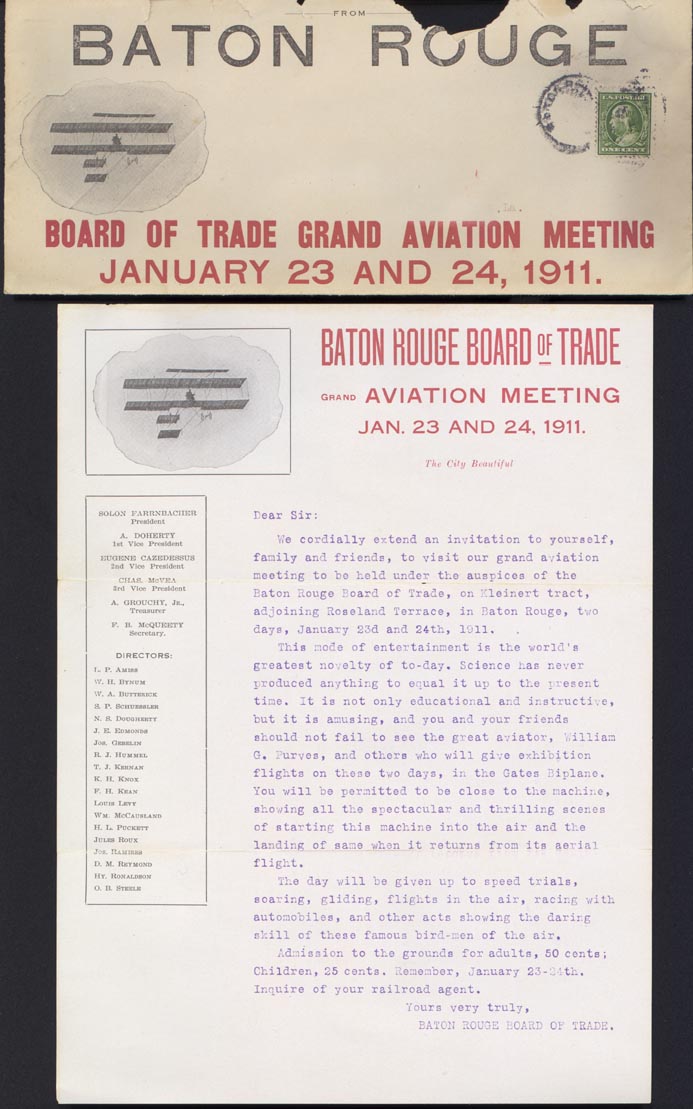 FROM
BATON ROUGE
U.S. POSTAGE
ONE CENT
La.
BOARD OF TRADE GRAND AVIATION MEETING
JANUARY 23 AND 24, 1911.
BATON ROUGE BOARD OF TRADE
GRAND AVIATION MEETING
JAN. 23 AND 24, 1911.
The City Beautiful
SOLON FARRNBACHER
President
A. DOHERTY
1st Vice President
EUGENE CAZEDESSUS
2nd Vice President
CHAS. McVEA
3rd Vice President
A. GROUCHY, Jr.,
Treasurer
F. B. McQUEETY
Secretary.
DIRECTORS:
L. P. Amiss
W. H. Bynum
W. A. Butterick
S. P. Schuessler
N. S. Dougherty
J. E. Edmonds
Jos. Gebelin
R. J. Hummel
T. J. Kernan
K. H. Knox
F. H. Kean
Louis Levy
Wm. McCausland
H. L. Puckett
Jules Roux
Jos. Ramires
D. M. Reymond
Hy. Ronaldson
O. B. Steele
Dear Sir:
We cordially extend an invitation to yourself,
family and friends, to visit our grand aviation
meeting to be held under the auspices of the
Baton Rouge Board of Trade, on Kleinert tract,
adjoining Roseland Terrace, in Baton Rouge, two
days, January 23d and 24th, 1911.
This mode of entertainment is the world's
greatest novelty of to-day. Science has never
produced anything to equal it up to the present
time. It is not only educational and instructive,
but it is amusing, and you and your friends
should not fail to see the great aviator, William
G. Purves, and others who will give exhibition
flights on these two days, in the Gates Biplane.
You will be permitted to be close to the machine,
showing all the spectacular and thrilling scenes
of starting this machine into the air and the
landing of same when it returns from its aerial
flight.
The day will be given up to speed trials,
soaring, gliding, flights in the air, racing with
automobiles, and other acts showing the daring
skill of these famous bird-men of the air.
Admission to the grounds for adults, 50 cents;
Children, 25 cents. Remember, January 23-24th.
Inquire of your railroad agent.
Yours very truly,
BATON ROUGE BOARD OF TRADE.